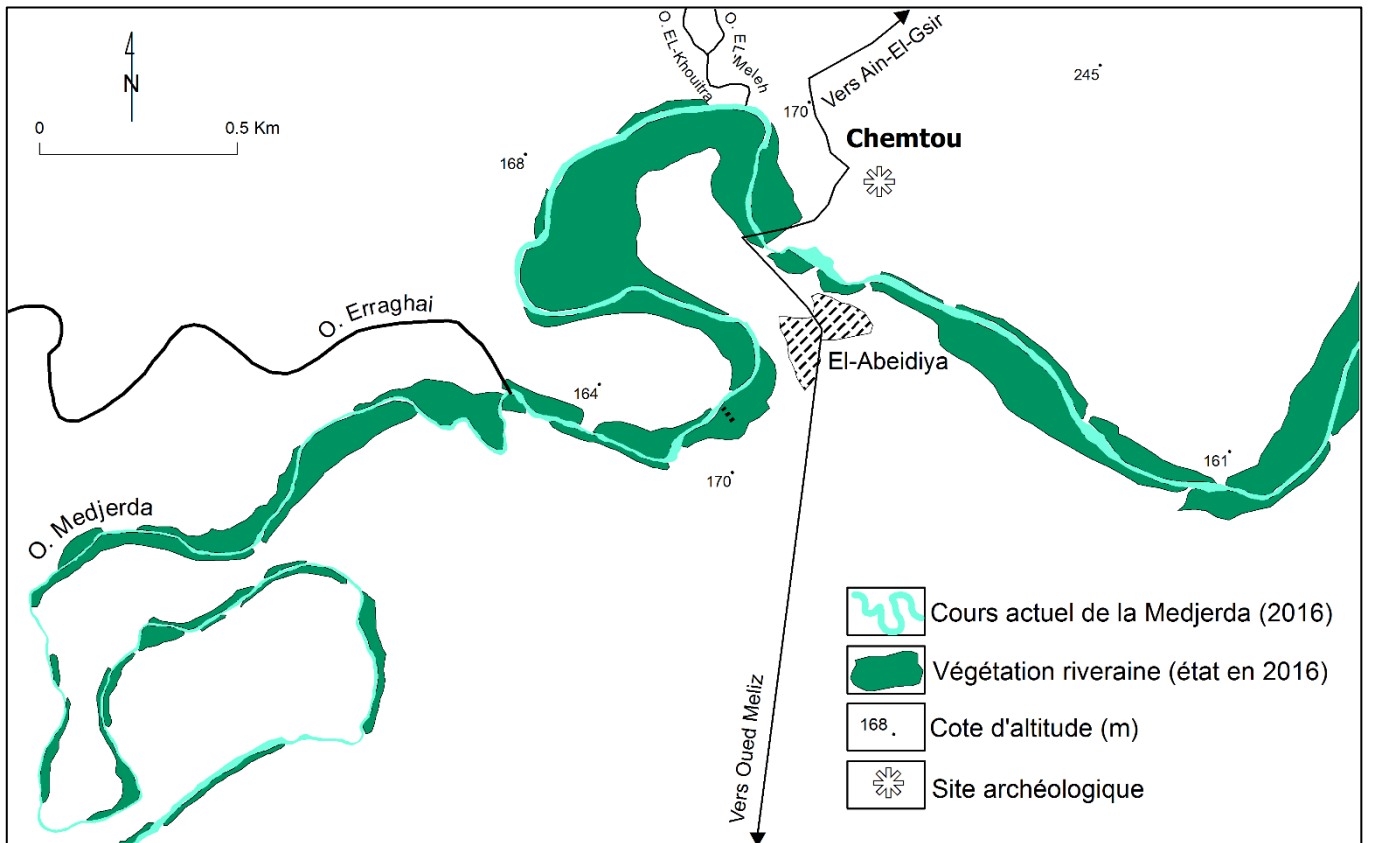 N
0 0.5 Km
O. EL-Khouitra
O. EL-Meleh
Vers Ain-El-Gsir
245
170
Chemtou
168
O. Erraghai
El-Abeidiya
164
170
161
O. Medjerda
Vers Oued Meliz
Cours actuel de la Medjerda (2016)
Végétation riveraine (état en 2016)
168 Cote d'altitude (m)
Site archéologique